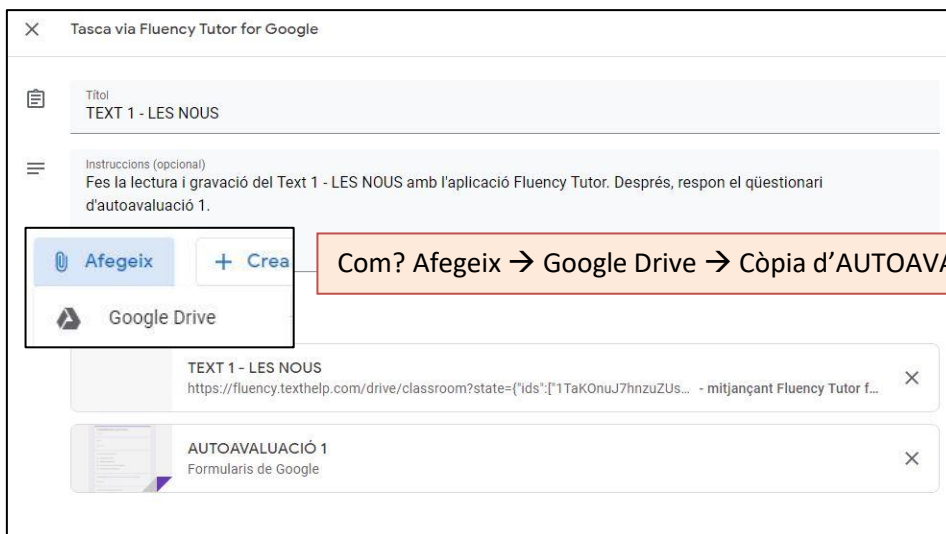 Tasca via Fluency Tutor for Google
Títol
TEXT 1 - LES NOUS
Instruccions (opcional)
Fes la lectura i gravació del Text 1 - LES NOUS amb l'aplicació Fluency Tutor. Després, respon el qüestionari
d'autoavaluació 1.
Afegeix + Crea
Com? Afegeix → Google Drive → Còpia d’AUTOAVA
Google Drive
TEXT 1 - LES NOUS
https://fluency.texthelp.com/drive/classroom?state={"ids":["1TaKOnuJ7hnzuZUs... - mitjançant Fluency Tutor f...
AUTOAVALUACIÓ 1
Formularis de Google